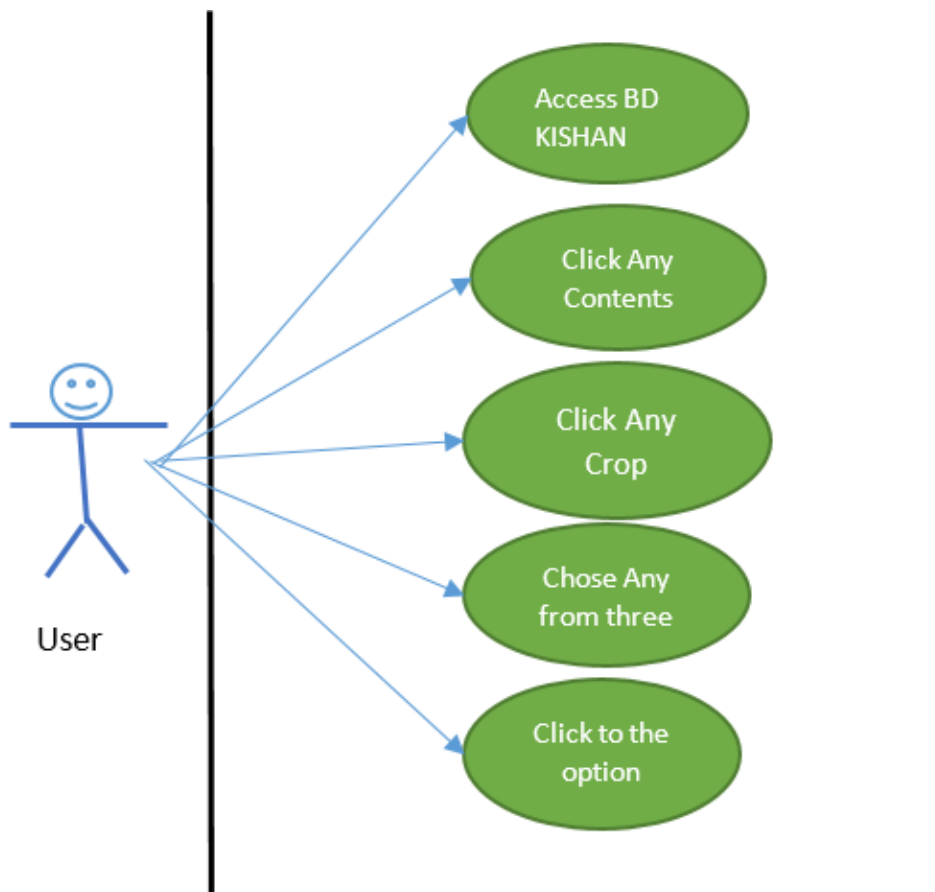 Access BD
KISHAN
Click Any
Contents
Click Any
Crop
Chose Any
from three
User
Click to the
option